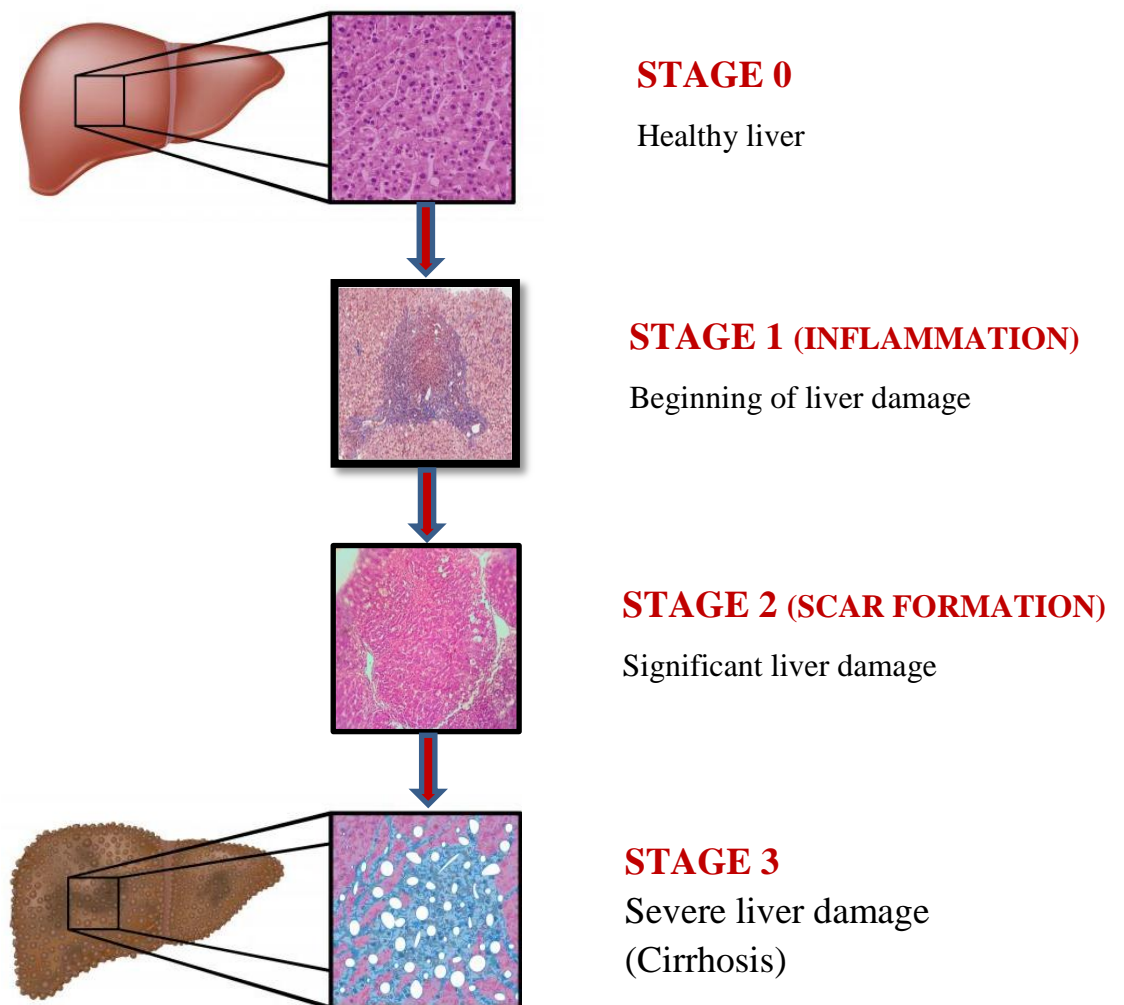 STAGE 0
Healthy liver
STAGE 1 (INFLAMMATION)
Beginning of liver damage
STAGE 2 (SCAR FORMATION)
Significant liver damage
STAGE 3
Severe liver damage
(Cirrhosis)